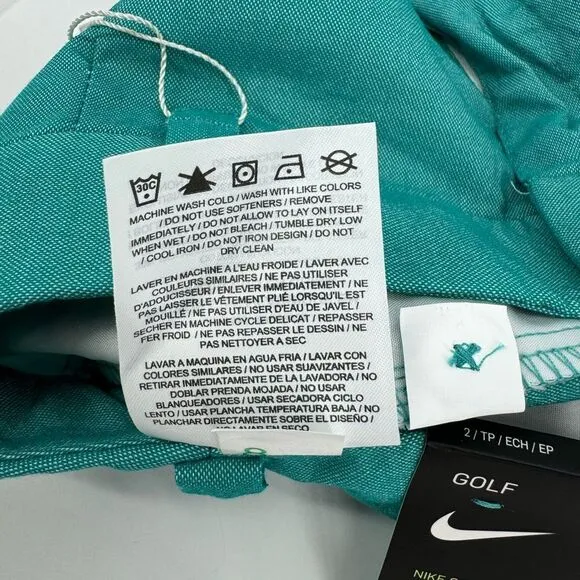 30C
MACHINE WASH COLD / WASH WITH LIKE COLORS
/ DO NOT USE SOFTENERS / REMOVE
IMMEDIATELY / DO NOT ALLOW TO LAY ON ITSELF
WHEN WET / DO NOT BLEACH / TUMBLE DRY LOW
/ COOL IRON / DO NOT IRON DESIGN / DO NOT
DRY CLEAN
LAVER EN MACHINE A L'EAU FROIDE / LAVER AVEC
COULEURS SIMILAIRES / NE PAS UTILISER
D'ADOUCISSEUR / ENLEVER IMMEDIATEMENT / NE
PAS LAISSER LE VÊTEMENT PLIÉ LORSQU'IL EST
MOUILLÉ / NE PAS UTILISER D'EAU DE JAVEL /
SECHER EN MACHINE CYCLE DELICAT / REPASSER
FER FROID / NE PAS REPASSER LE DESSIN / NE
PAS NETTOYER A SEC
LAVAR A MAQUINA EN AGUA FRIA / LAVAR CON
COLORES SIMILARES / NO USAR SUAVIZANTES /
RETIRAR INMEDIATAMENTE DE LA LAVADORA / NO
DOBLAR PRENDA MOJADA / NO USAR
BLANQUEADORES / USAR SECADORA CICLO
LENTO / USAR PLANCHA TEMPERATURA BAJA / NO
PLANCHAR DIRECTAMENTE SOBRE EL DISEÑO /
NO LAVAR EN SECO
2 / TP / ECH / EP
GOLF
NIKE